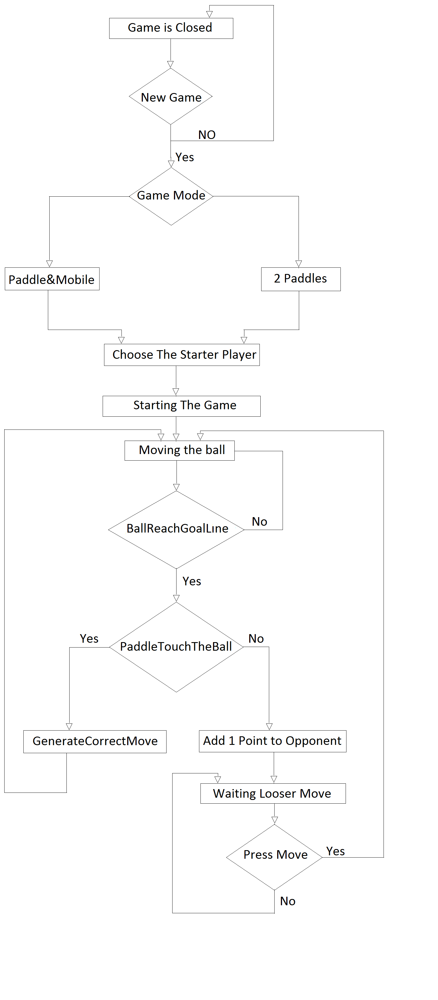 Game is Closed
New Game
NO
Yes
Game Mode
Paddle&Mobile
2 Paddles
Choose The Starter Player
Starting The Game
Moving the ball
BallReachGoalLıne
No
Yes
Yes
PaddleTouchTheBall
No
GenerateCorrectMove
Add 1 Point to Opponent
Waiting Looser Move
Press Move
Yes
No